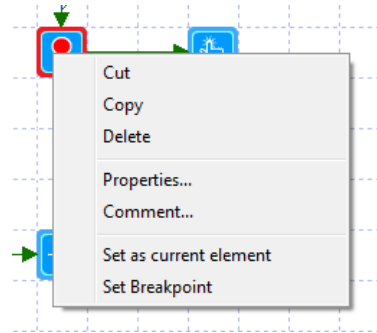 Cut
Copy
Delete
Properties...
Comment...
Set as current element
Set Breakpoint